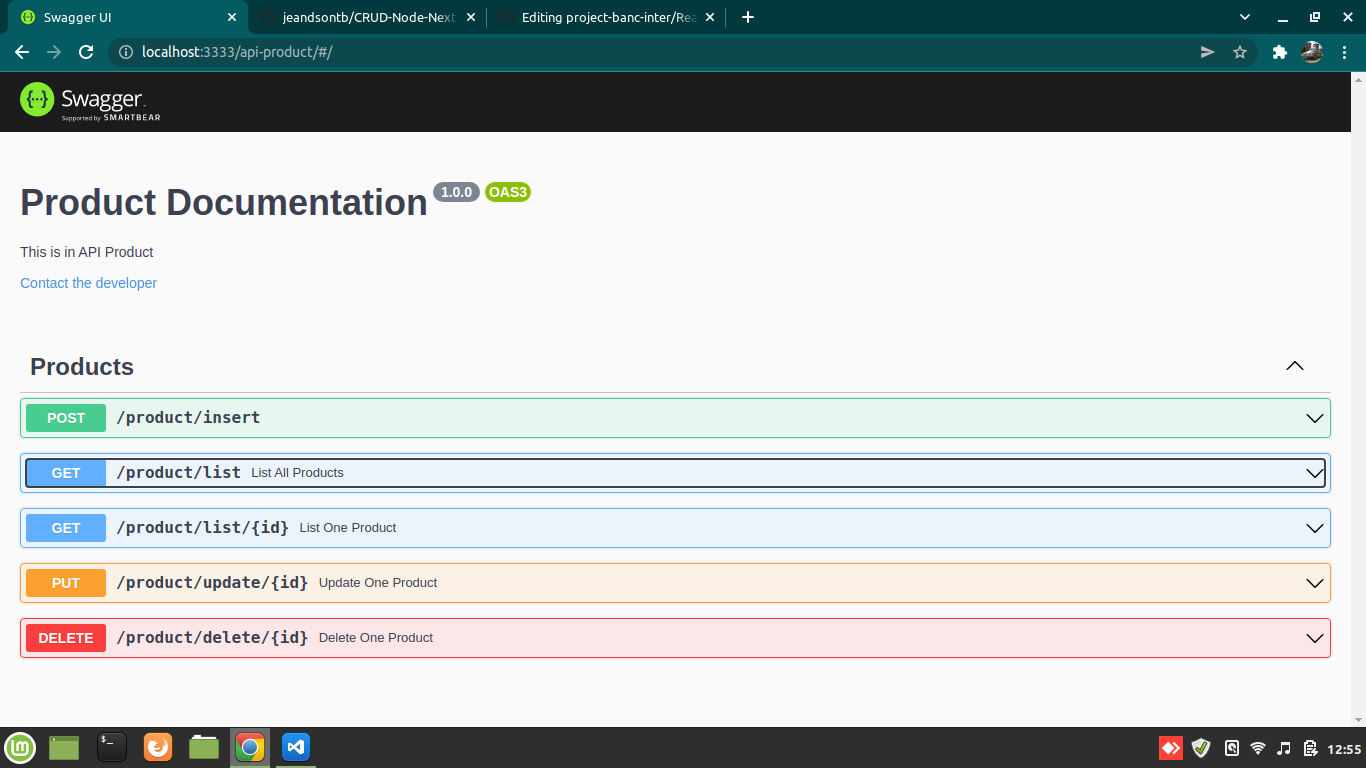 Swagger UI
jeandsontb/CRUD-Node-Next
Editing project-banc-inter/Rea
localhost:3333/api-product/#/
{···} Swagger
Supported by SMARTBEAR
Product Documentation 1.0.0 OAS3
This is in API Product
Contact the developer
Products
POST /product/insert
GET /product/list List All Products
GET /product/list/{id} List One Product
PUT /product/update/{id} Update One Product
DELETE /product/delete/{id} Delete One Product
12:55